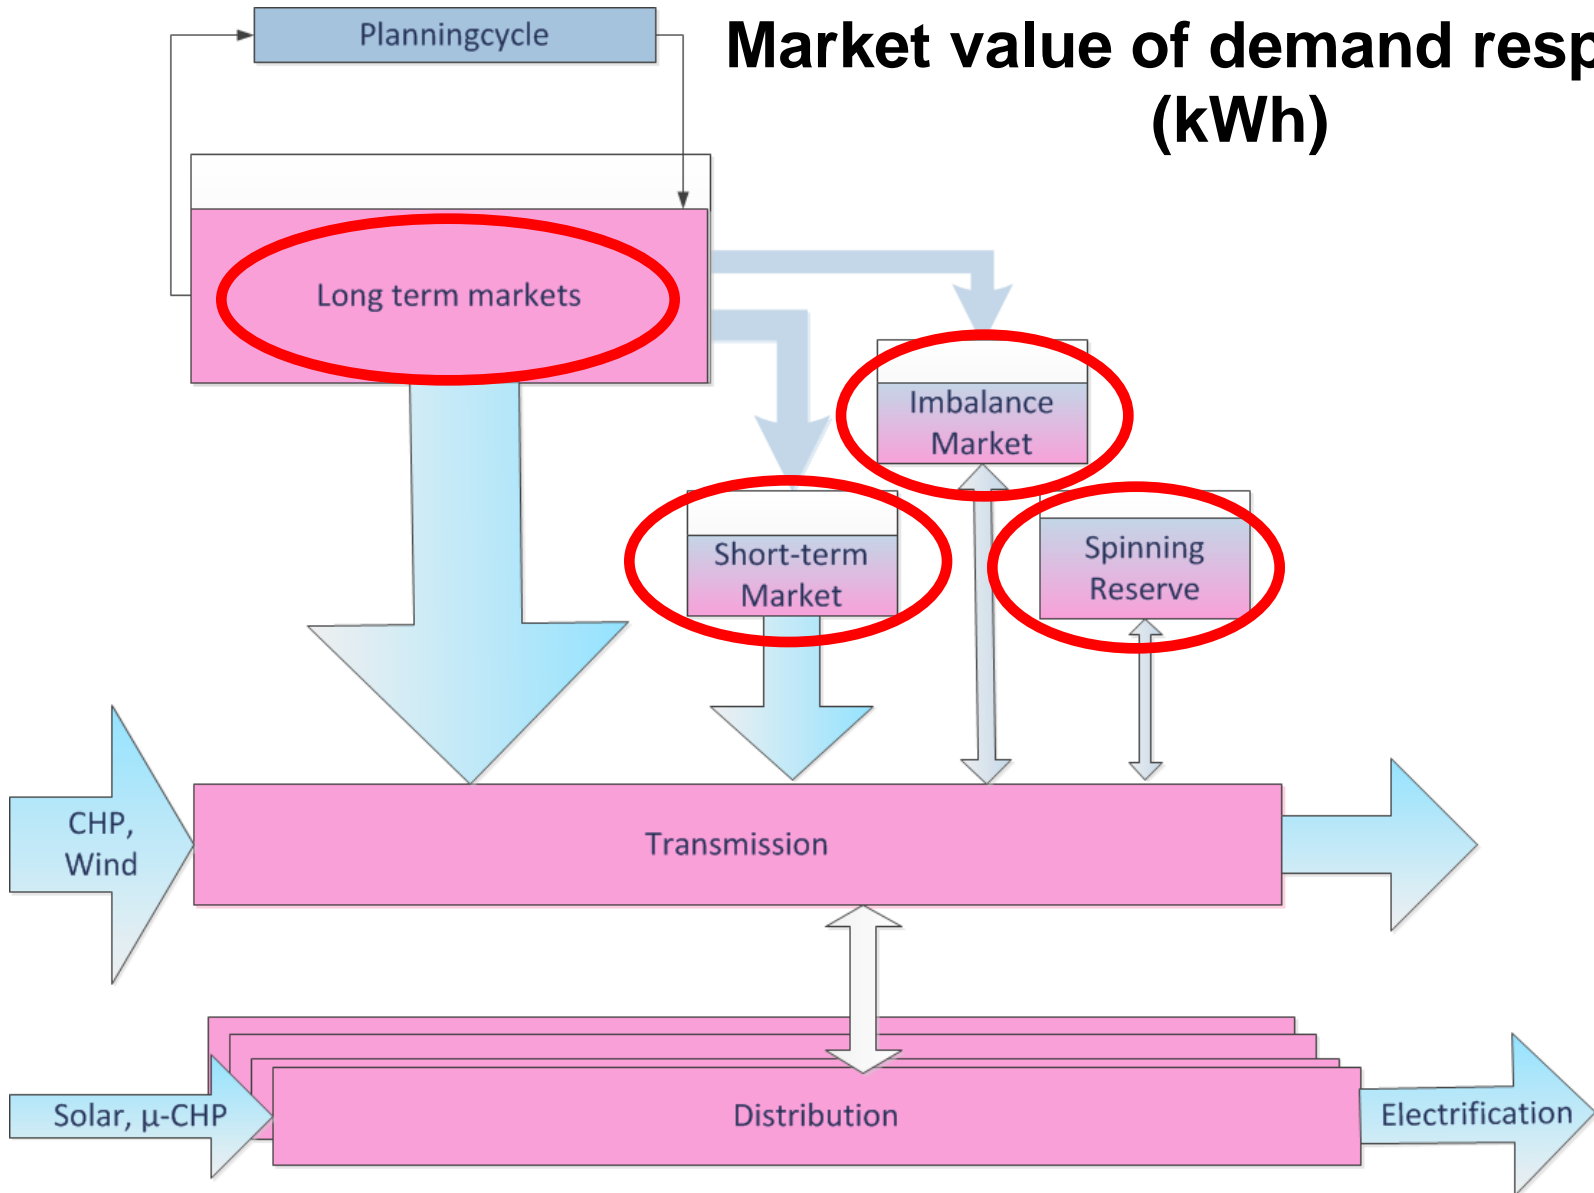 Planningcycle
Market value of demand resp
(kWh)
Long term markets
Imbalance
Market
Short-term
Market
Spinning
Reserve
CHP,
Wind
Transmission
Solar, μ-CHP
Distribution
Electrification